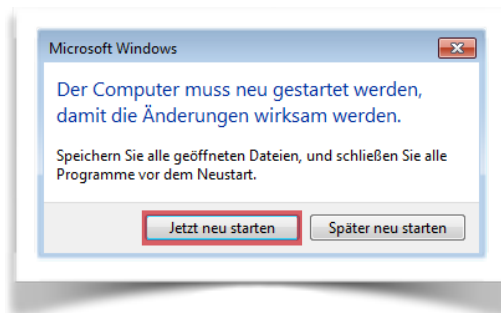 Microsoft Windows
Der Computer muss neu gestartet werden,
damit die Änderungen wirksam werden.
Speichern Sie alle geöffneten Dateien, und schließen Sie alle
Programme vor dem Neustart.
Jetzt neu starten
Später neu starten